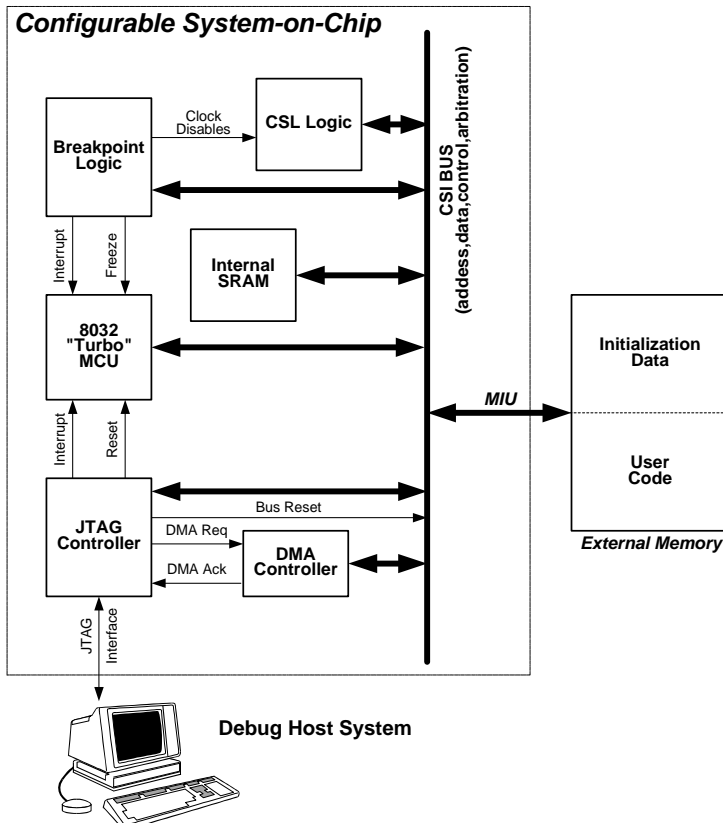 Configurable System-on-Chip
Breakpoint
Logic
Clock
Disables
CSL Logic
CSI BUS
(addess,data,control,arbitration)
Interrupt
Freeze
Internal
SRAM
8032
"Turbo"
MCU
Initialization
Data
MIU
Interrupt
Reset
User
Code
JTAG
Controller
Bus Reset
DMA Req
DMA Ack
DMA
Controller
External Memory
JTAG
Interface
Debug Host System